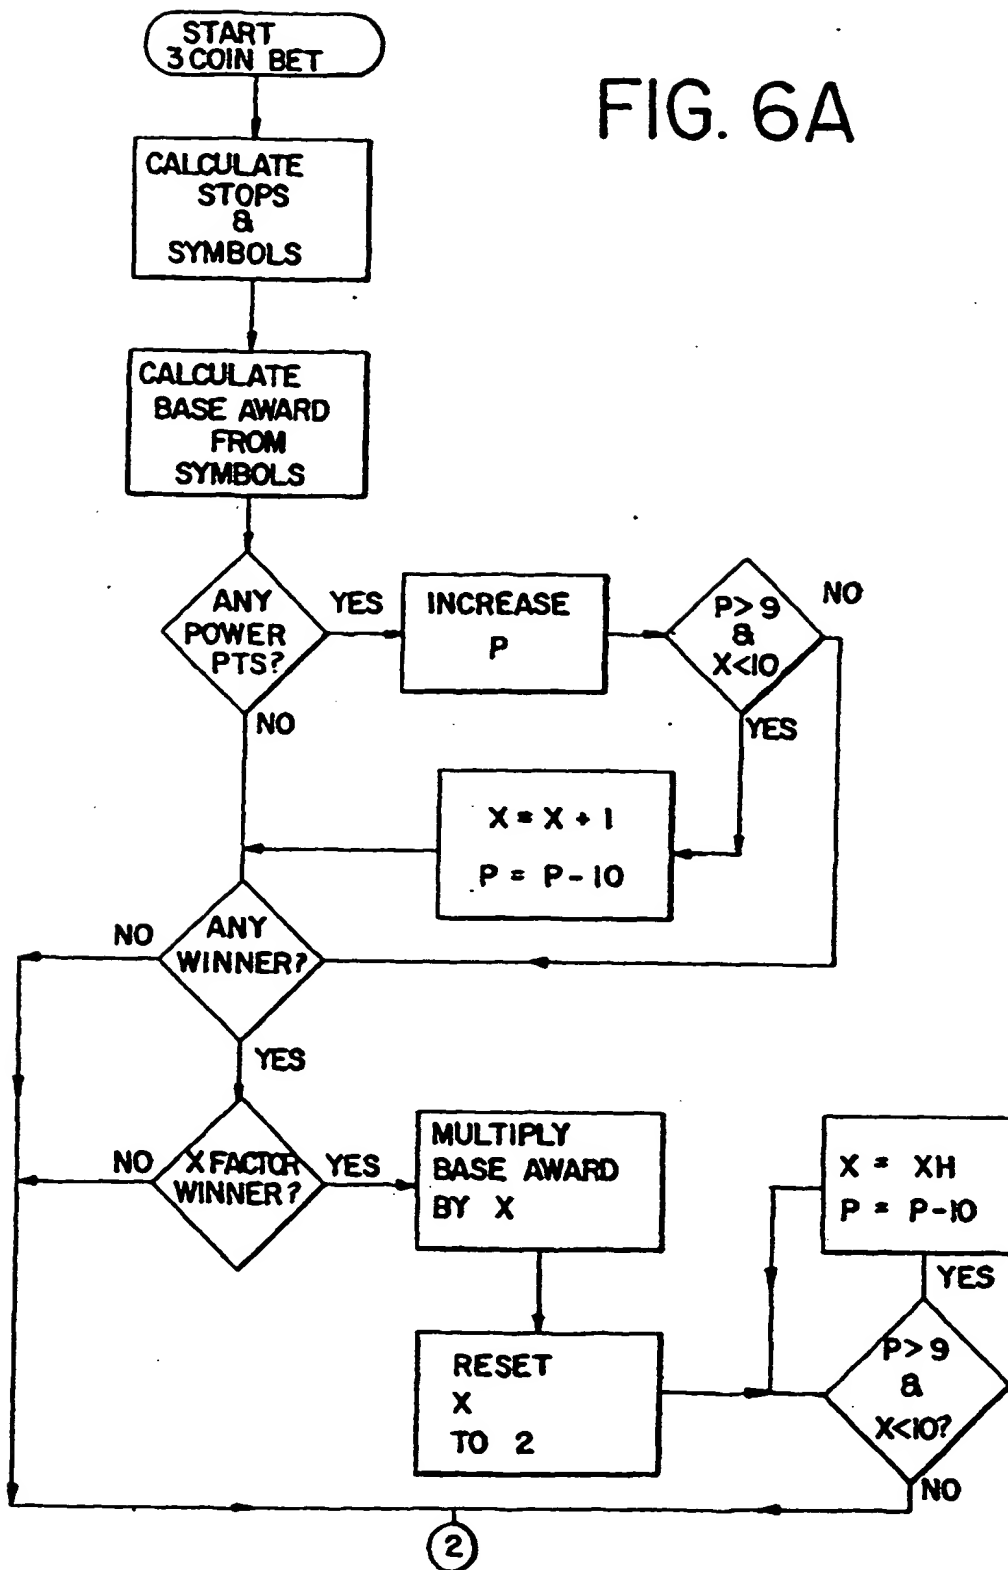 START
3 COIN BET
FIG. 6A
CALCULATE
STOPS
&
SYMBOLS
CALCULATE
BASE AWARD
FROM
SYMBOLS
ANY
POWER
PTS?
YES
NO
INCREASE
P
P>9
&
X<10
NO
YES
X = X + 1
P = P-10
ANY
WINNER?
NO
YES
X FACTOR
WINNER?
NO
YES
MULTIPLY
BASE AWARD
BY X
RESET
X
TO 2
X = XH
P = P-10
YES
P>9
&
X<10?
NO
2